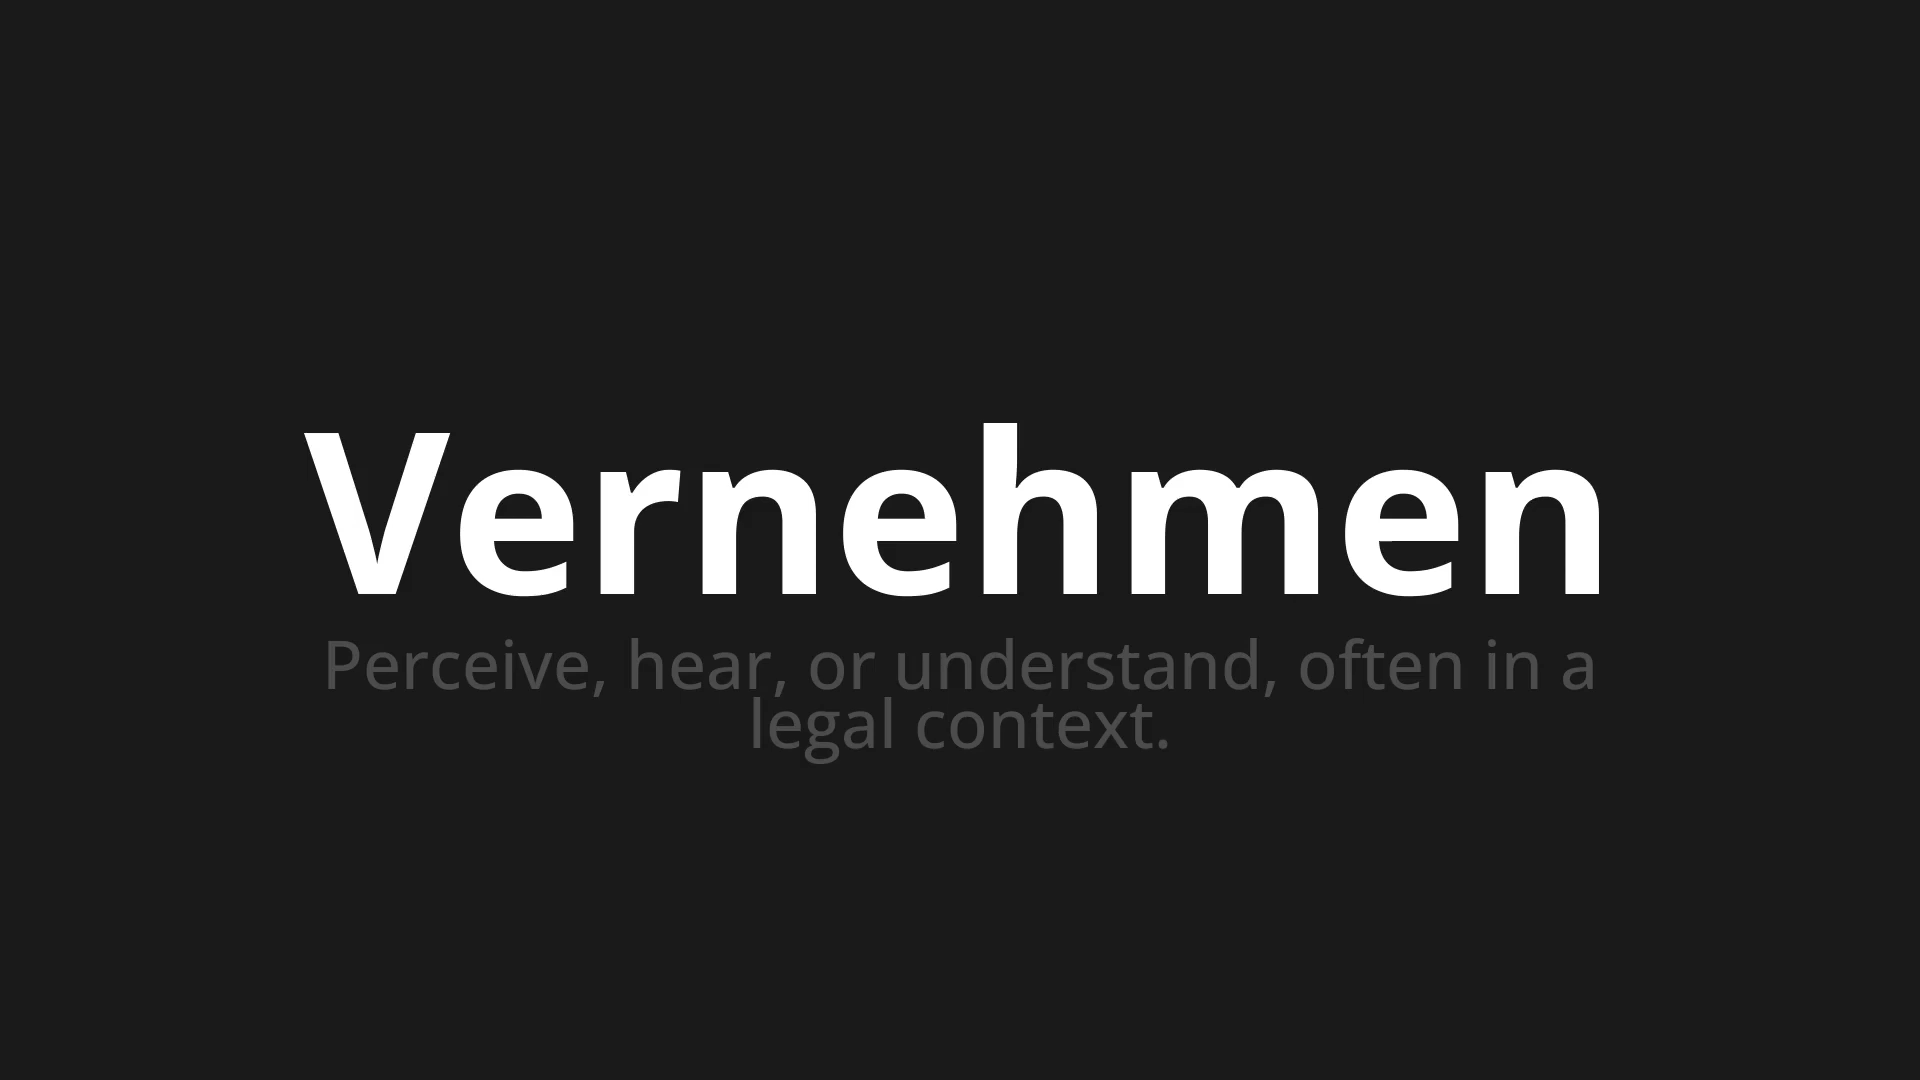 Vernehmen
Perceive, hear, or understand, often in a
legal context.